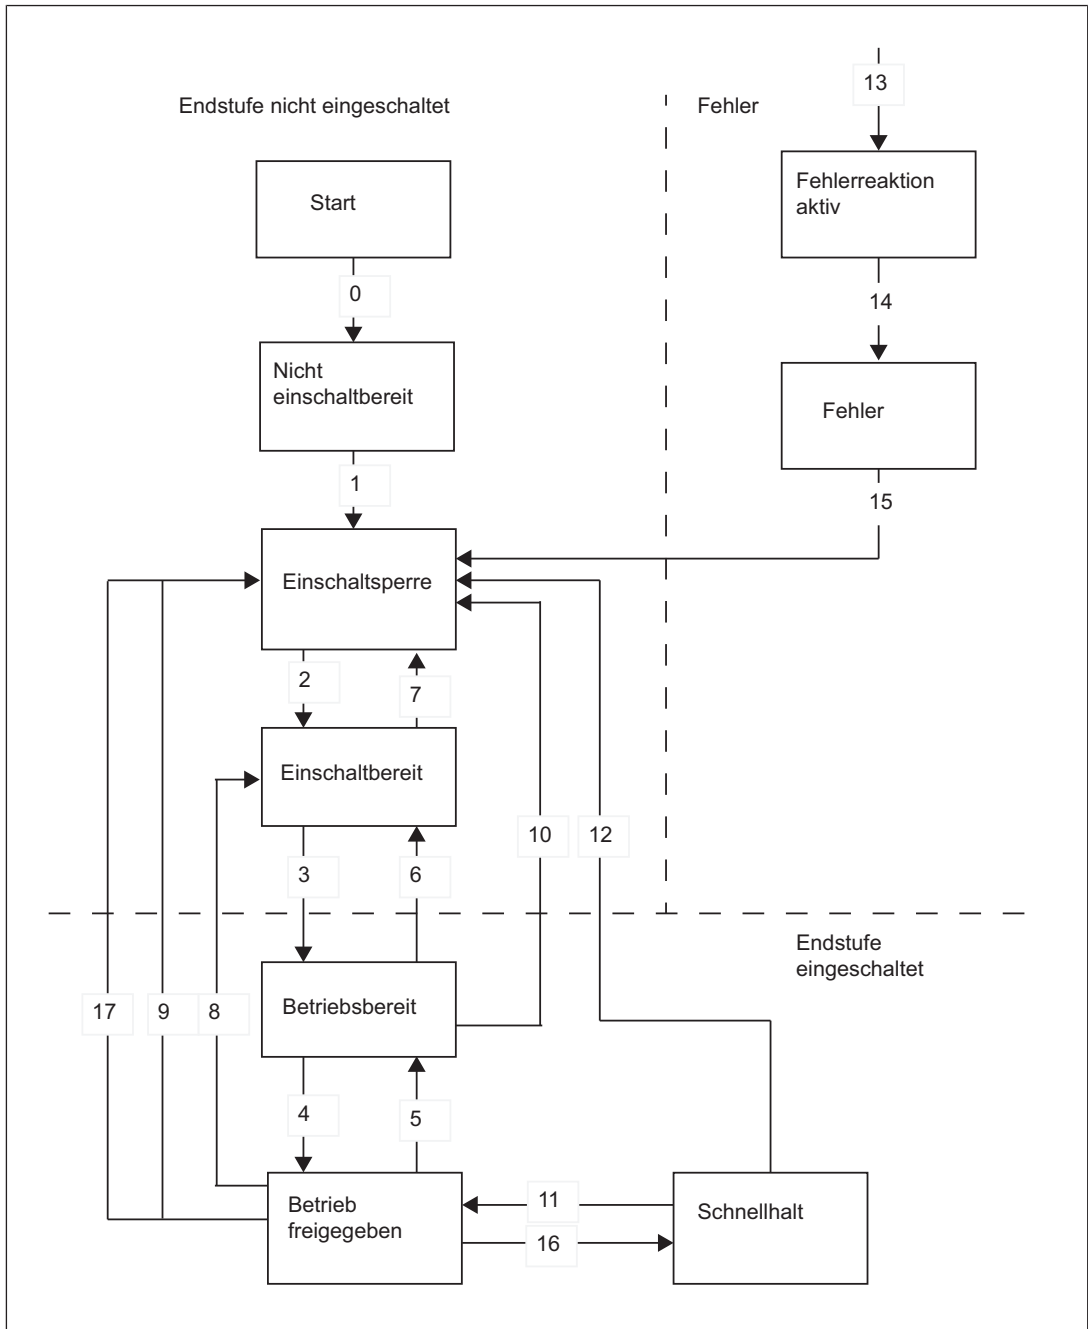 13
Endstufe nicht eingeschaltet
Fehler
Fehlerreaktion
aktiv
Start
0
14
Nicht
einschaltbereit
Fehler
1
15
Einschaltsperre
2
7
Einschaltbereit
10
12
3
6
Endstufe
eingeschaltet
Betriebsbereit
17
9
8
4
5
Betrieb
freigegeben
11
Schnellhalt
16